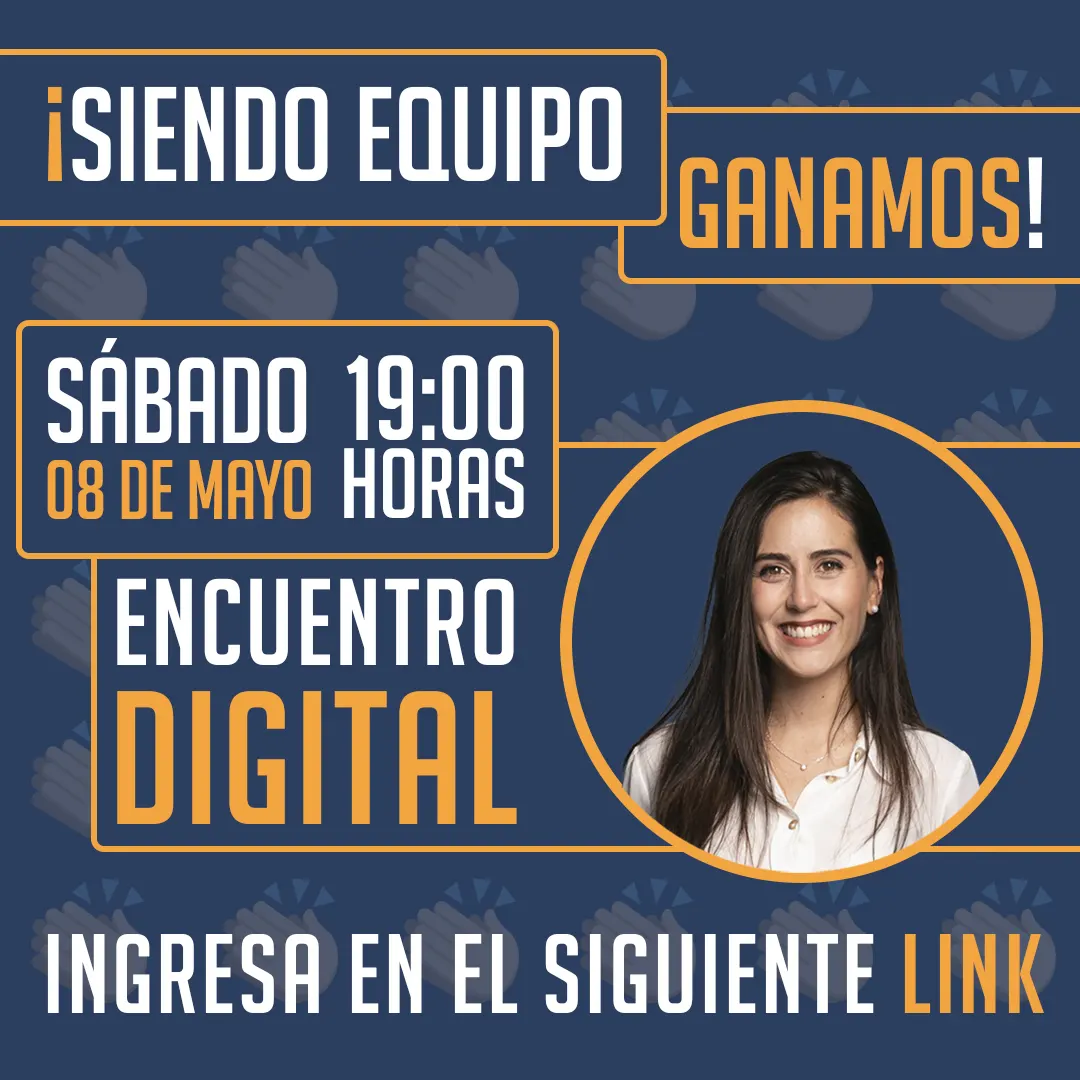 ¡SIENDO EQUIPO
GANAMOS!
SÁBADO 19:00
08 DE MAYO HORAS
ENCUENTRO
DIGITAL
INGRESA EN EL SIGUIENTE LINK